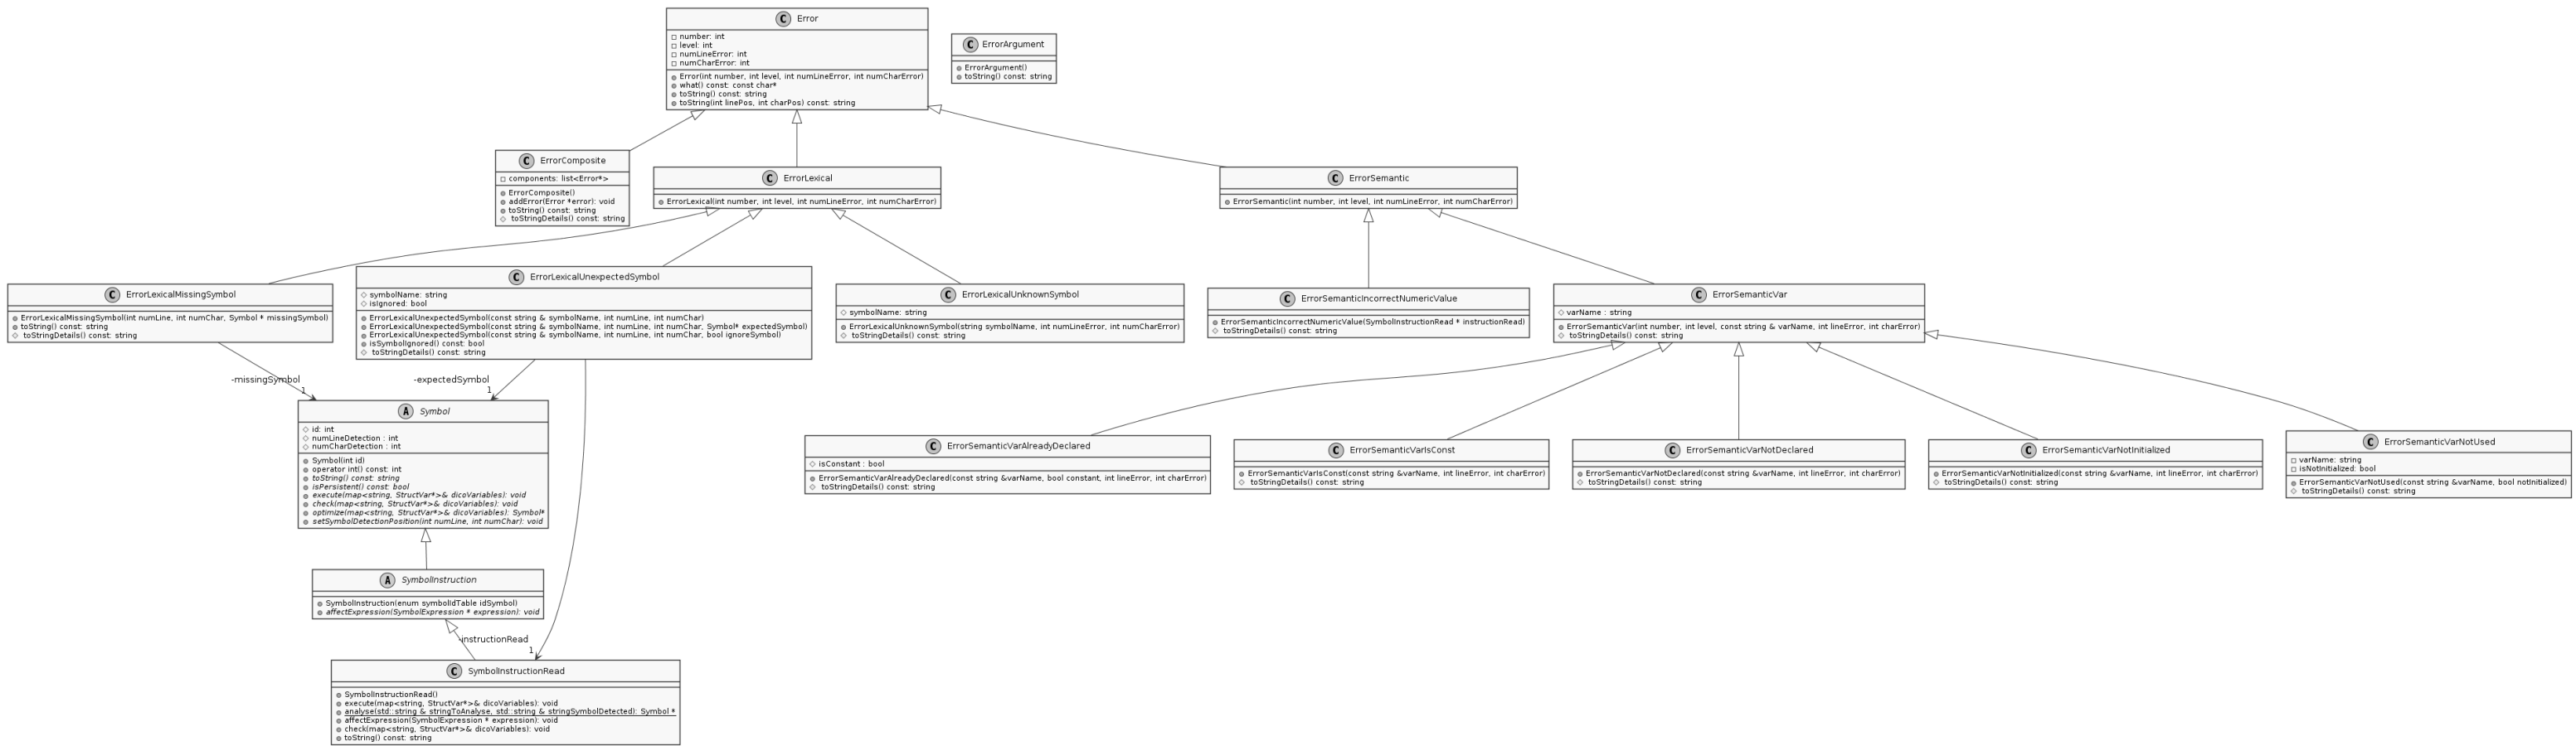 C Error
number: int
level: int
numLineError: int
numCharError: int
Error(int number, int level, int numLineError, int numCharError)
what() const: const char*
toString() const: string
toString(int linePos, int charPos) const: string
C ErrorArgument
ErrorArgument()
toString() const: string
C ErrorComposite
components: list<Error*>
ErrorComposite()
addError(Error *error): void
toString() const: string
toStringDetails() const: string
C ErrorLexical
ErrorLexical(int number, int level, int numLineError, int numCharError)
C ErrorSemantic
ErrorSemantic(int number, int level, int numLineError, int numCharError)
C ErrorLexicalMissingSymbol
ErrorLexicalMissingSymbol(int numLine, int numChar, Symbol * missingSymbol)
toString() const: string
toStringDetails() const: string
C ErrorLexicalUnexpectedSymbol
symbolName: string
isIgnored: bool
ErrorLexicalUnexpectedSymbol(const string & symbolName, int numLine, int numChar)
ErrorLexicalUnexpectedSymbol(const string & symbolName, int numLine, int numChar, Symbol* expectedSymbol)
ErrorLexicalUnexpectedSymbol(const string & symbolName, int numLine, int numChar, bool ignoreSymbol)
isSymbolIgnored() const: bool
toStringDetails() const: string
C ErrorLexicalUnknownSymbol
symbolName: string
ErrorLexicalUnknownSymbol(string symbolName, int numLineError, int numCharError)
toStringDetails() const: string
C ErrorSemanticIncorrectNumericValue
ErrorSemanticIncorrectNumericValue(SymbolInstructionRead * instructionRead)
toStringDetails() const: string
C ErrorSemanticVar
varName : string
ErrorSemanticVar(int number, int level, const string & varName, int lineError, int charError)
toStringDetails() const: string
-missingSymbol
1
-expectedSymbol
1
A Symbol
id: int
numLineDetection : int
numCharDetection : int
Symbol(int id)
operator int() const: int
toString() const: string
isPersistent() const: bool
execute(map<string, StructVar*>& dicoVariables): void
check(map<string, StructVar*>& dicoVariables): void
optimize(map<string, StructVar*>& dicoVariables): Symbol*
setSymbolDetectionPosition(int numLine, int numChar): void
C ErrorSemanticVarAlreadyDeclared
isConstant : bool
ErrorSemanticVarAlreadyDeclared(const string &varName, bool constant, int lineError, int charError)
toStringDetails() const: string
C ErrorSemanticVarIsConst
ErrorSemanticVarIsConst(const string &varName, int lineError, int charError)
toStringDetails() const: string
C ErrorSemanticVarNotDeclared
ErrorSemanticVarNotDeclared(const string &varName, int lineError, int charError)
toStringDetails() const: string
C ErrorSemanticVarNotInitialized
ErrorSemanticVarNotInitialized(const string &varName, int lineError, int charError)
toStringDetails() const: string
C ErrorSemanticVarNotUsed
varName: string
isNotInitialized: bool
ErrorSemanticVarNotUsed(const string &varName, bool notInitialized)
toStringDetails() const: string
A SymbolInstruction
SymbolInstruction(enum symbolIdTable idSymbol)
affectExpression(SymbolExpression * expression): void
-instructionRead
1
C SymbolInstructionRead
SymbolInstructionRead()
execute(map<string, StructVar*>& dicoVariables): void
analyse(std::string & stringToAnalyse, std::string & stringSymbolDetected): Symbol *
affectExpression(SymbolExpression * expression): void
check(map<string, StructVar*>& dicoVariables): void
toString() const: string